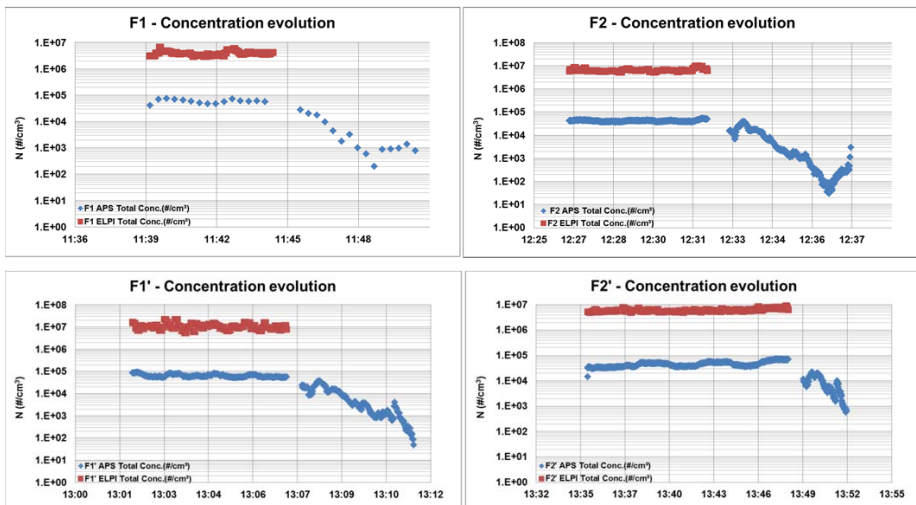 F1 - Concentration evolution
1.E+07
1.E+06
1.E+05
1.E+04
1.E+03
1.E+02
1.E+01
1.E+00
N (#/cm³)
F1 APS Total Conc.(#/cm³)
F1 ELPI Total Conc.(#/cm³)
11:36 11:39 11:42 11:45 11:48
F2 - Concentration evolution
1.E+08
1.E+07
1.E+06
1.E+05
1.E+04
1.E+03
1.E+02
1.E+01
1.E+00
N (#/cm³)
F2 APS Total Conc.(#/cm³)
F2 ELPI Total Conc.(#/cm³)
12:25 12:27 12:28 12:30 12:31 12:33 12:34 12:36 12:37
F1' - Concentration evolution
1.E+08
1.E+07
1.E+06
1.E+05
1.E+04
1.E+03
1.E+02
1.E+01
1.E+00
N (#/cm³)
F1' APS Total Conc.(#/cm³)
F1' ELPI Total Conc.(#/cm³)
13:00 13:01 13:03 13:04 13:06 13:07 13:09 13:10 13:12
F2' - Concentration evolution
1.E+07
1.E+06
1.E+05
1.E+04
1.E+03
1.E+02
1.E+01
1.E+00
N (#/cm³)
F2' APS Total Conc.(#/cm³)
F2' ELPI Total Conc.(#/cm³)
13:32 13:35 13:40 13:43 13:46 13:49 13:52 13:55